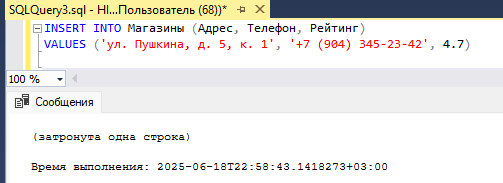 SQLQuery3.sql - HI...Пользователь (68))*
INSERT INTO Магазины (Адрес, Телефон, Рейтинг)
VALUES ('ул. Пушкина, д. 5, к. 1', '+7 (904) 345-23-42', 4.7)
100 %
Сообщения
(затронута одна строка)
Время выполнения: 2025-06-18T22:58:43.1418273+03:00